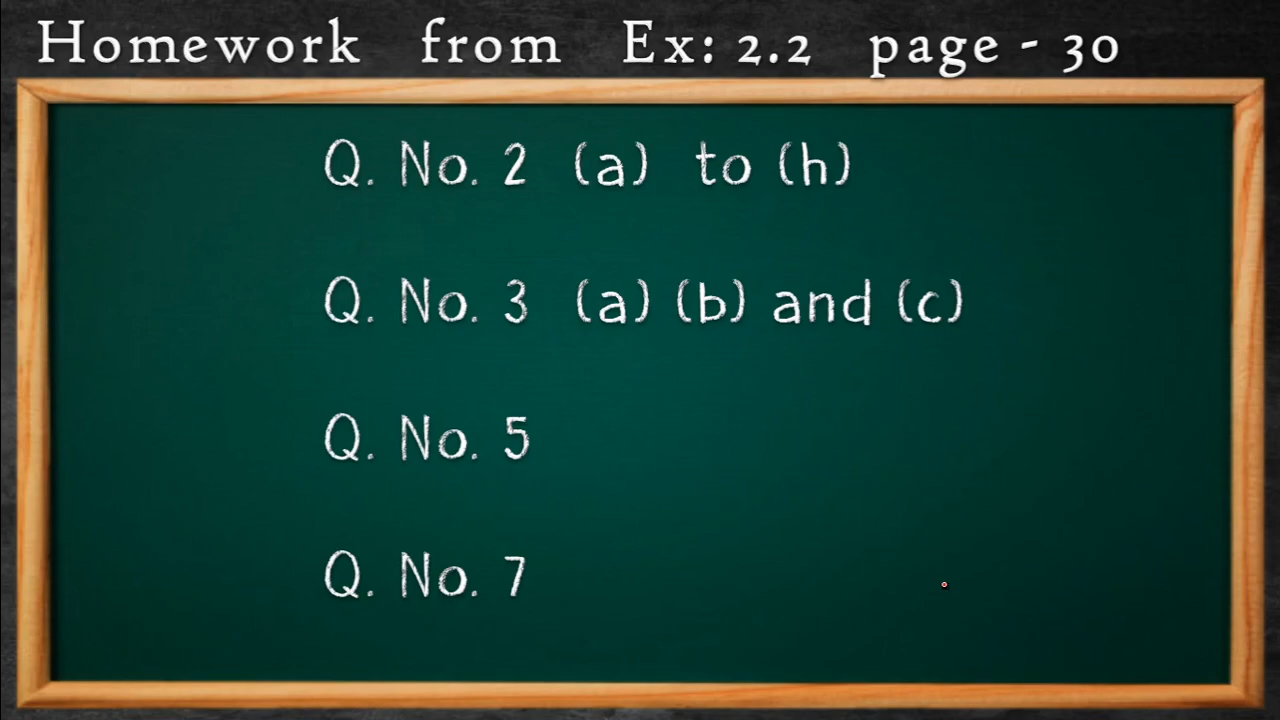 Homework from Ex: 2.2 page - 30
Q. No. 2 (a) to (h)
Q. No. 3 (a) (b) and (c)
Q. No. 5
Q. No. 7